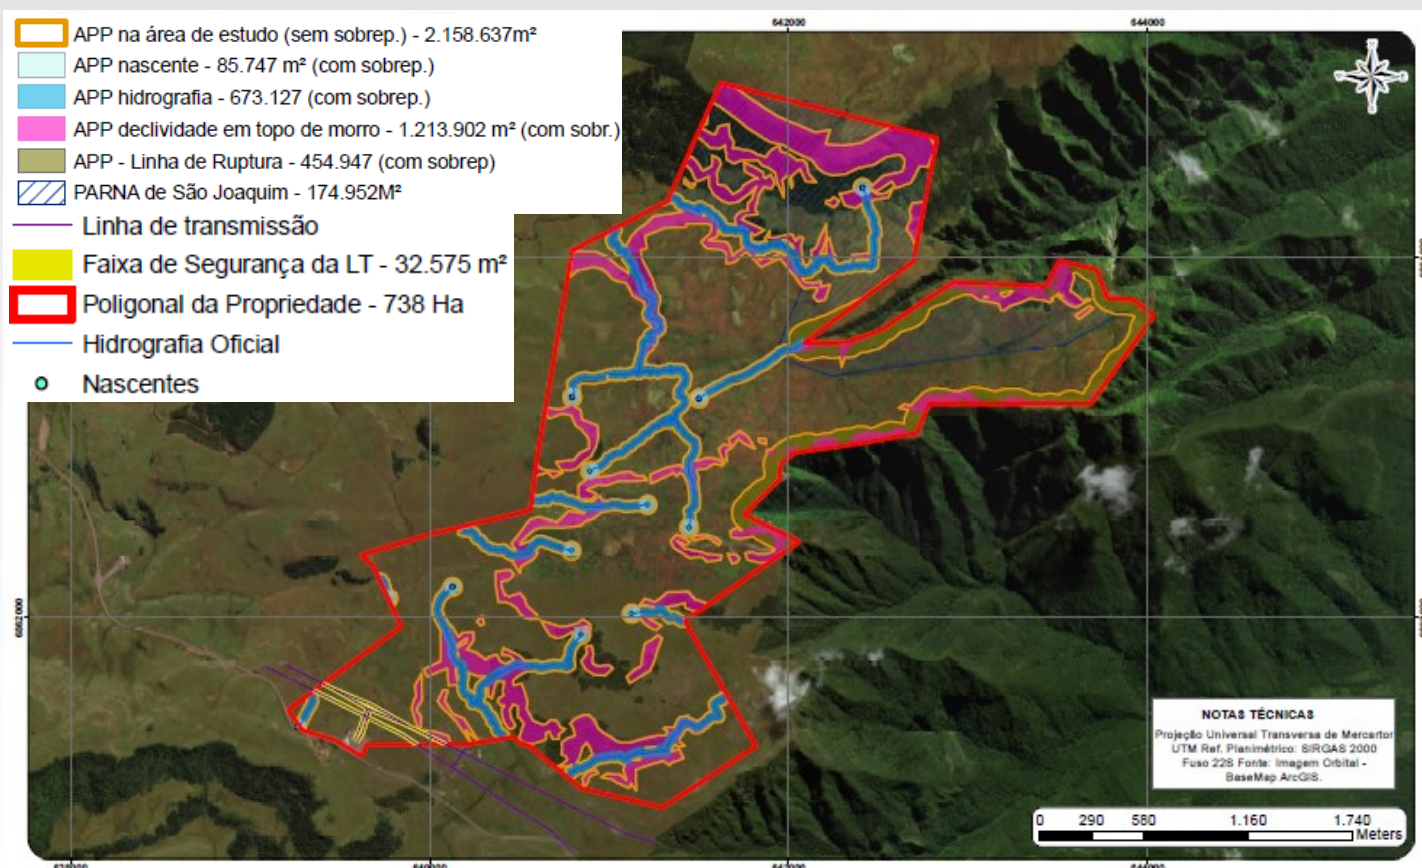 APP na área de estudo (sem sobrep.) - 2.158.637m²
APP nascente - 85.747 m² (com sobrep.)
APP hidrografia - 673.127 (com sobrep.)
APP declividade em topo de morro - 1.213.902 m² (com sobr.)
APP - Linha de Ruptura - 454.947 (com sobrep)
PARNA de São Joaquim - 174.952M²
Linha de transmissão
Faixa de Segurança da LT - 32.575 m²
Poligonal da Propriedade - 738 Ha
Hidrografia Oficial
Nascentes
642000
644000
6862000
NOTAS TÉCNICAS
Projeção Universal Transversa de Mercartor
UTM Ref. Planimétrico: SIRGAS 2000
Fuso 22S Fonte: Imagem Orbital -
BaseMap ArcGIS.
0 290 580 1.160 1.740
Meters